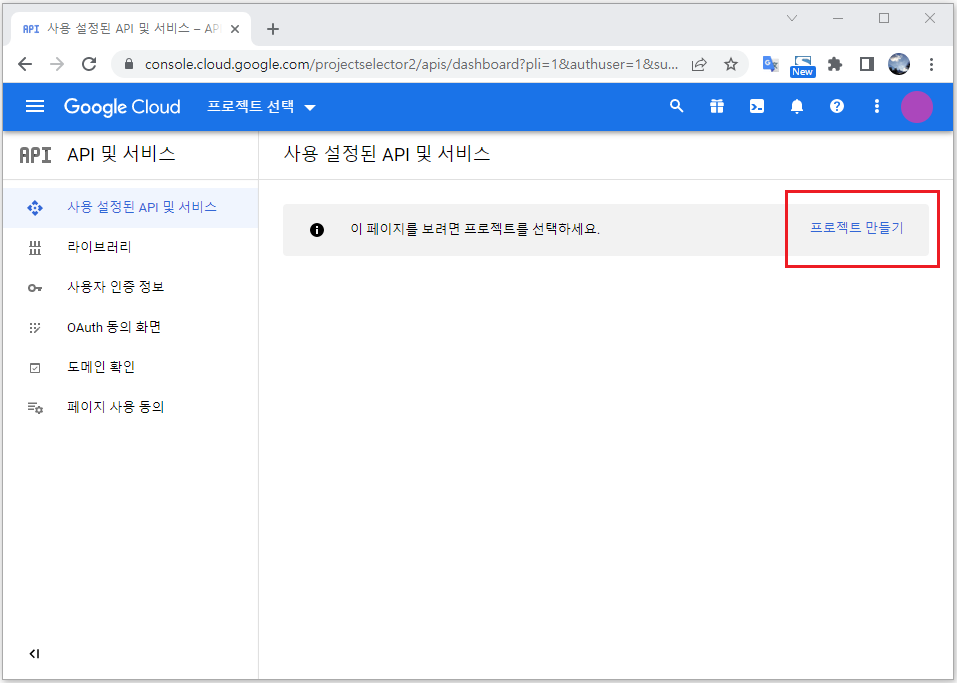 API 사용 설정된 API 및 서비스 – AP
console.cloud.google.com/projectselector2/apis/dashboard?pli=1&authuser=1&su...
New
Google Cloud 프로젝트 선택
API API 및 서비스
사용 설정된 API 및 서비스
사용 설정된 API 및 서비스
이 페이지를 보려면 프로젝트를 선택하세요.
프로젝트 만들기
라이브러리
사용자 인증 정보
OAuth 동의 화면
도메인 확인
페이지 사용 동의